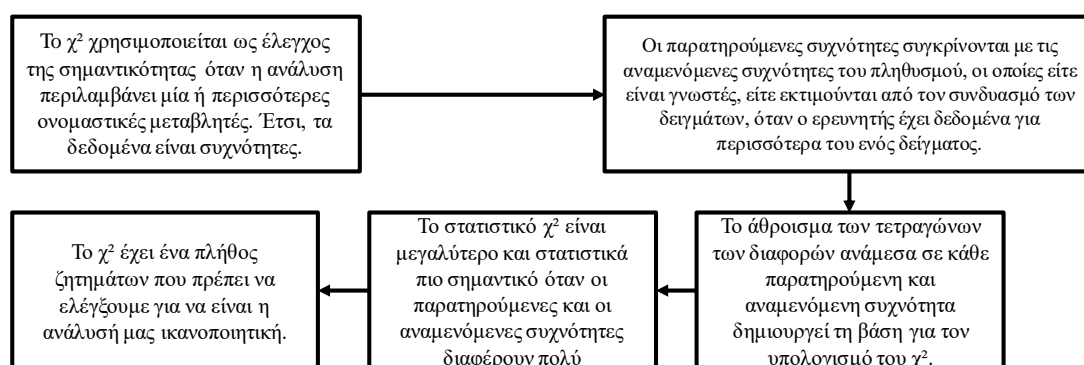 Το χ² χρησιμοποιείται ως έλεγχος
της σημαντικότητας όταν η ανάλυση
περιλαμβάνει μία ή περισσότερες
ονομαστικές μεταβλητές. Έτσι, τα
δεδομένα είναι συχνότητες.
Οι παρατηρούμενες συχνότητες συγκρίνονται με τις
αναμενόμενες συχνότητες του πληθυσμού, οι οποίες είτε
είναι γνωστές, είτε εκτιμούνται από τον συνδυασμό των
δειγμάτων, όταν ο ερευνητής έχει δεδομένα για
περισσότερα του ενός δείγματος.
Το άθροισμα των τετραγώνων
των διαφορών ανάμεσα σε κάθε
παρατηρούμενη και
αναμενόμενη συχνότητα
δημιουργεί τη βάση για τον
υπολογισμό του χ².
Το στατιστικό χ² είναι
μεγαλύτερο και στατιστικά
πιο σημαντικό όταν οι
παρατηρούμενες και οι
αναμενόμενες συχνότητες
διαφέρουν πολύ
Το χ² έχει ένα πλήθος
ζητημάτων που πρέπει να
ελέγξουμε για να είναι η
ανάλυσή μας ικανοποιητική.